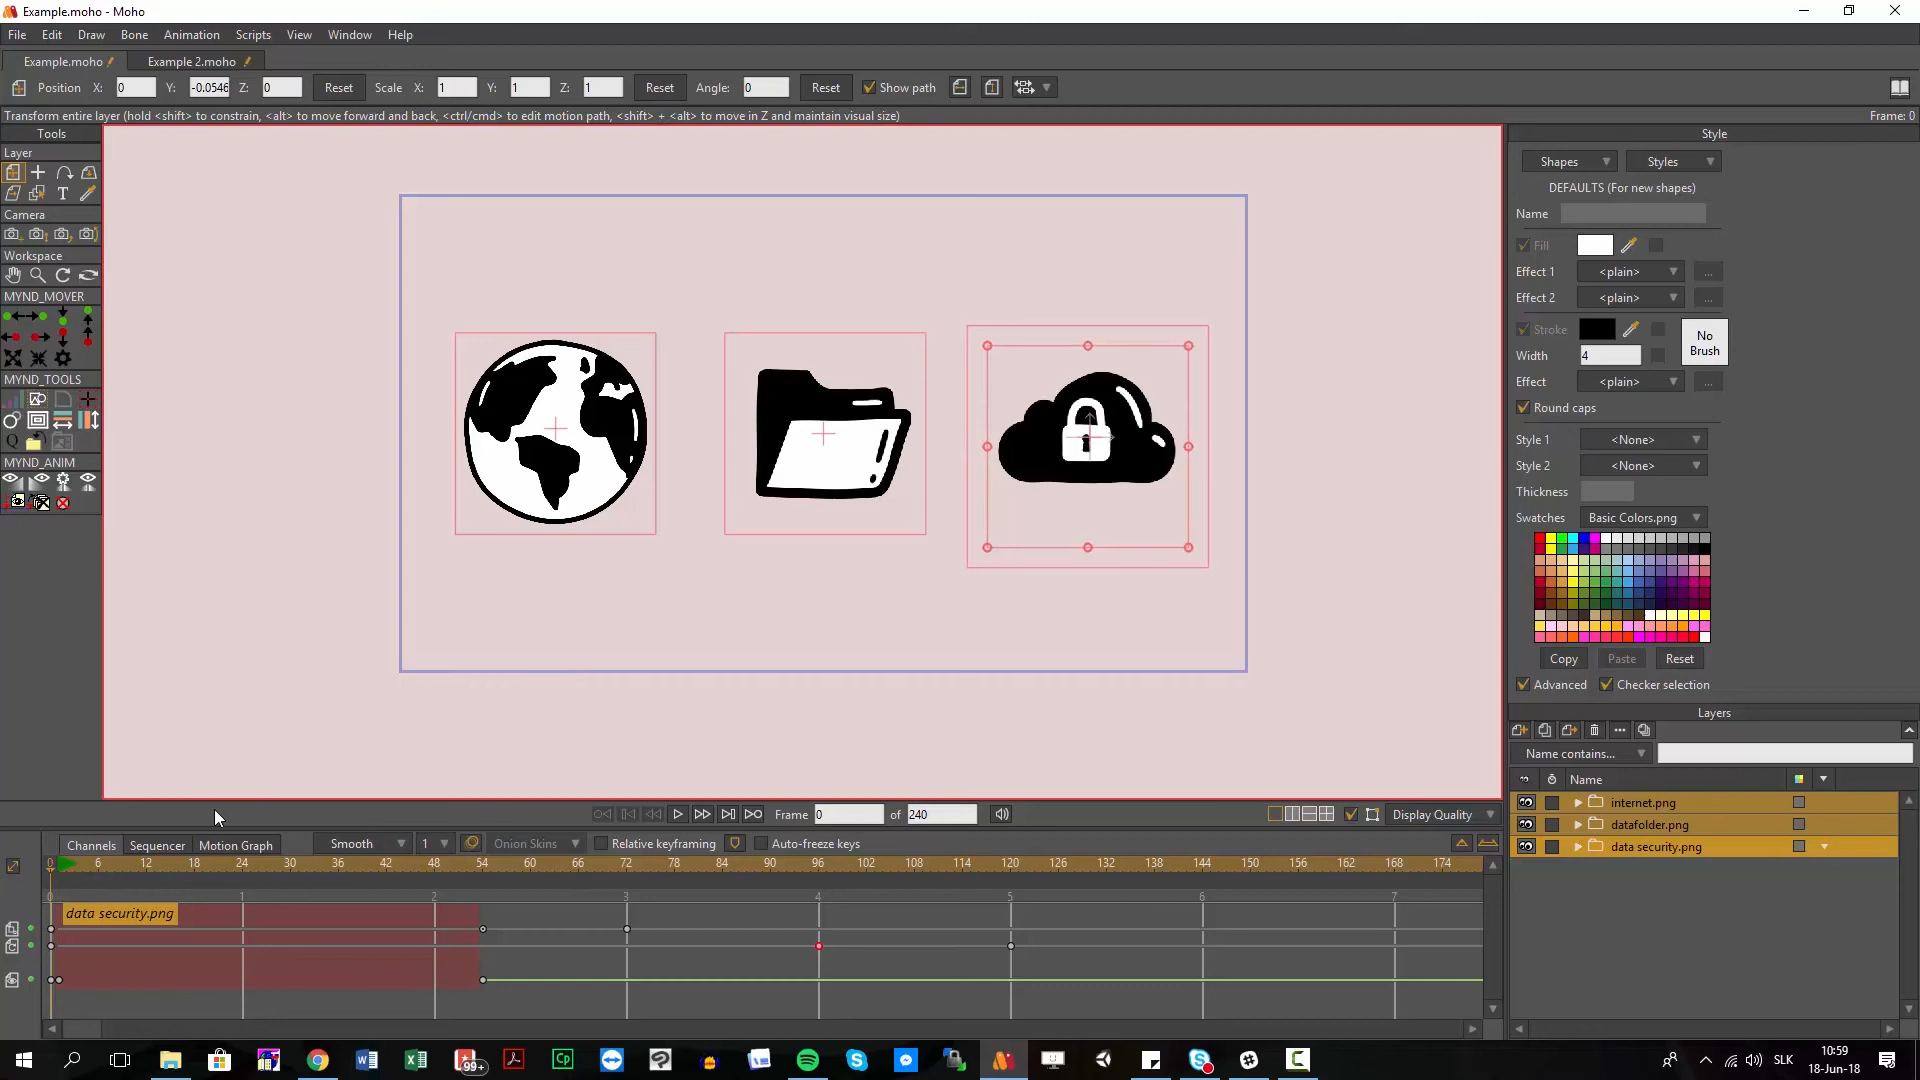 Example.moho - Moho
File Edit Draw Bone Animation Scripts View Window Help
Example.moho Example 2.moho
Position X: 0 Y: -0.0546 Z: 0 Reset Scale X: 1 Y: 1 Z: 1 Reset Angle: 0 Reset Show path
Transform entire layer (hold <shift> to constrain, <alt> to move forward and back, <ctrl/cmd> to edit motion path, <shift> + <alt> to move in Z and maintain visual size) Frame: 0
Tools
Layer
Camera
Workspace
MYND_MOVER
MYND_TOOLS
MYND_ANIM
Style
Shapes Styles
DEFAULTS (For new shapes)
Name
Fill
Effect 1 <plain> ...
Effect 2 <plain> ...
Stroke No Brush
Width 4
Effect <plain> ...
Round caps
Style 1 <None>
Style 2 <None>
Thickness
Swatches Basic Colors.png
Copy Paste Reset
Advanced Checker selection
Layers
Name contains...
Name
internet.png
datafolder.png
data security.png
Frame 0 of 240 Display Quality
Channels Sequencer Motion Graph Smooth 1 Onion Skins Relative keyframing Auto-freeze keys
0 6 12 18 24 30 36 42 48 54 60 66 72 78 84 90 96 102 108 114 120 126 132 138 144 150 156 162 168 174
0 1 2 3 4 5 6 7
data security.png
99+
SLK
10:59
18-Jun-18